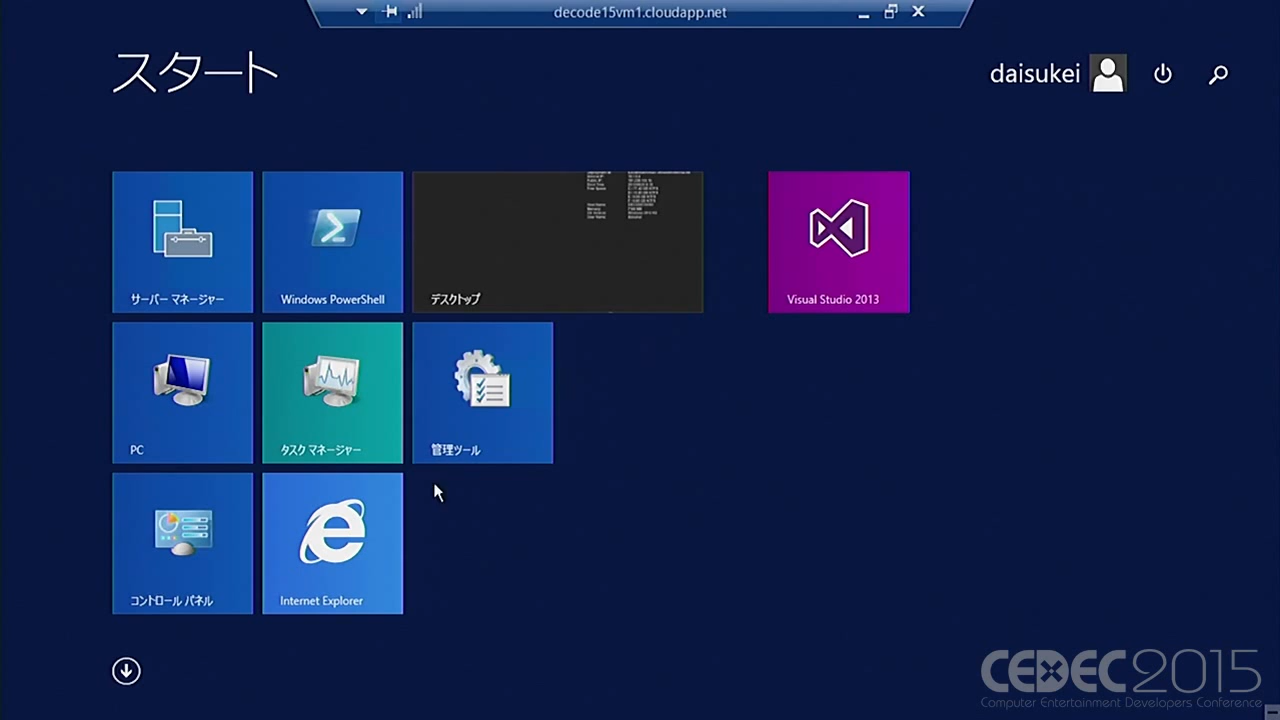 decode15vm1.cloudapp.net
スタート
daisukei
サーバー マネージャー
Windows PowerShell
デスクトップ
Visual Studio 2013
PC
タスク マネージャー
管理ツール
コントロール パネル
Internet Explorer
CEDEC2015
Computer Entertainment Developers Conference